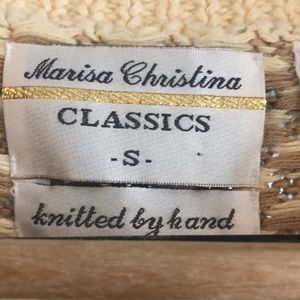 Marisa Christina
CLASSICS
-S-
knitted by hand